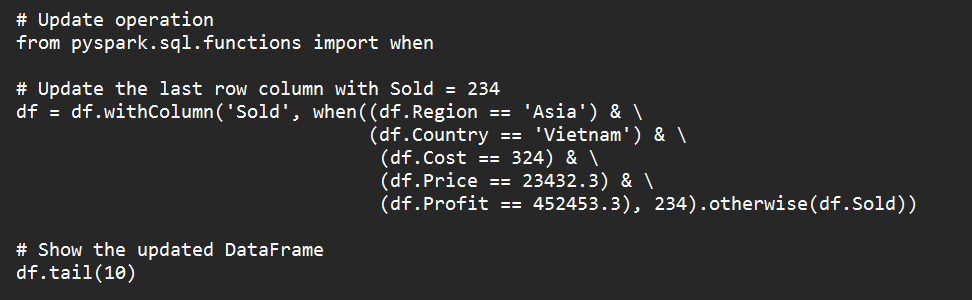 # Update operation
from pyspark.sql.functions import when
# Update the last row column with Sold = 234
df = df.withColumn('Sold', when((df.Region == 'Asia') & \
(df.Country == 'Vietnam') & \
(df.Cost == 324) & \
(df.Price == 23432.3) & \
(df.Profit == 452453.3), 234).otherwise(df.Sold))
# Show the updated DataFrame
df.tail(10)